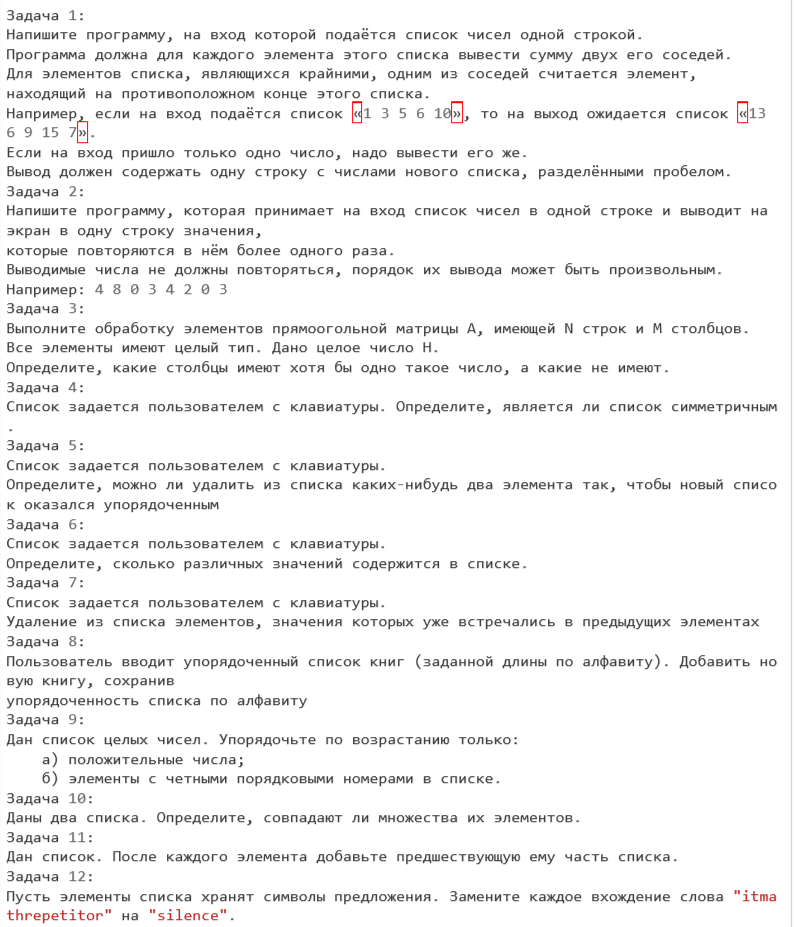 Задача 1:
Напишите программу, на вход которой подаётся список чисел одной строкой.
Программа должна для каждого элемента этого списка вывести сумму двух его соседей.
Для элементов списка, являющихся крайними, одним из соседей считается элемент,
находящий на противоположном конце этого списка.
Например, если на вход подаётся список «1 3 5 6 10», то на выход ожидается список «13
6 9 15 7».
Если на вход пришло только одно число, надо вывести его же.
Вывод должен содержать одну строку с числами нового списка, разделёнными пробелом.
Задача 2:
Напишите программу, которая принимает на вход список чисел в одной строке и выводит на
экран в одну строку значения,
которые повторяются в нём более одного раза.
Выводимые числа не должны повторяться, порядок их вывода может быть произвольным.
Например: 4 8 0 3 4 2 0 3
Задача 3:
Выполните обработку элементов прямоогольной матрицы A, имеющей N строк и M столбцов.
Все элементы имеют целый тип. Дано целое число H.
Определите, какие столбцы имеют хотя бы одно такое число, а какие не имеют.
Задача 4:
Список задается пользователем с клавиатуры. Определите, является ли список симметричным
.
Задача 5:
Список задается пользователем с клавиатуры.
Определите, можно ли удалить из списка каких-нибудь два элемента так, чтобы новый списо
к оказался упорядоченным
Задача 6:
Список задается пользователем с клавиатуры.
Определите, сколько различных значений содержится в списке.
Задача 7:
Список задается пользователем с клавиатуры.
Удаление из списка элементов, значения которых уже встречались в предыдущих элементах
Задача 8:
Пользователь вводит упорядоченный список книг (заданной длины по алфавиту). Добавить но
вую книгу, сохранив
упорядоченность списка по алфавиту
Задача 9:
Дан список целых чисел. Упорядочьте по возрастанию только:
а) положительные числа;
б) элементы с четными порядковыми номерами в списке.
Задача 10:
Даны два списка. Определите, совпадают ли множества их элементов.
Задача 11:
Дан список. После каждого элемента добавьте предшествующую ему часть списка.
Задача 12:
Пусть элементы списка хранят символы предложения. Замените каждое вхождение слова "itma
threpetitor" на "silence".